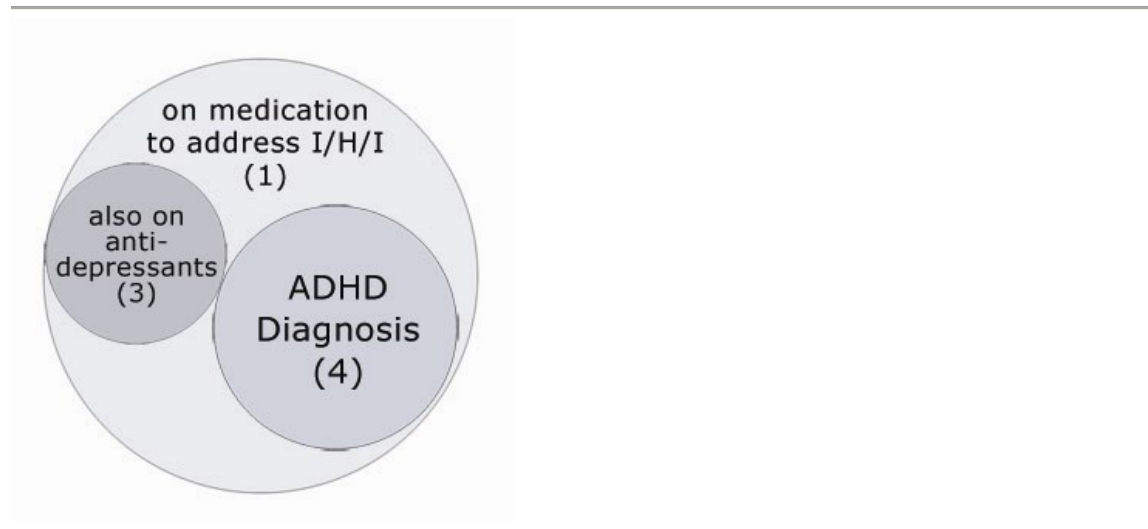 on medication
to address I/H/I
(1)
also on
anti-
depressants
(3)
ADHD
Diagnosis
(4)